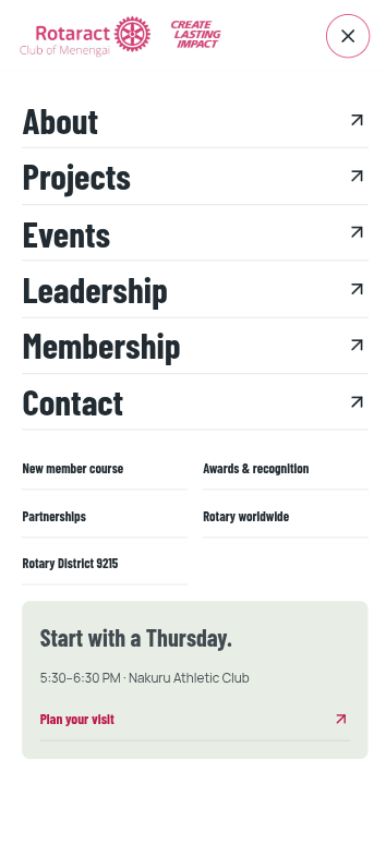 Rotaract
Club of Menengai
CREATE
LASTING
IMPACT
About
Projects
Events
Leadership
Membership
Contact
New member course
Awards & recognition
Partnerships
Rotary worldwide
Rotary District 9215
Start with a Thursday.
5:30–6:30 PM · Nakuru Athletic Club
Plan your visit